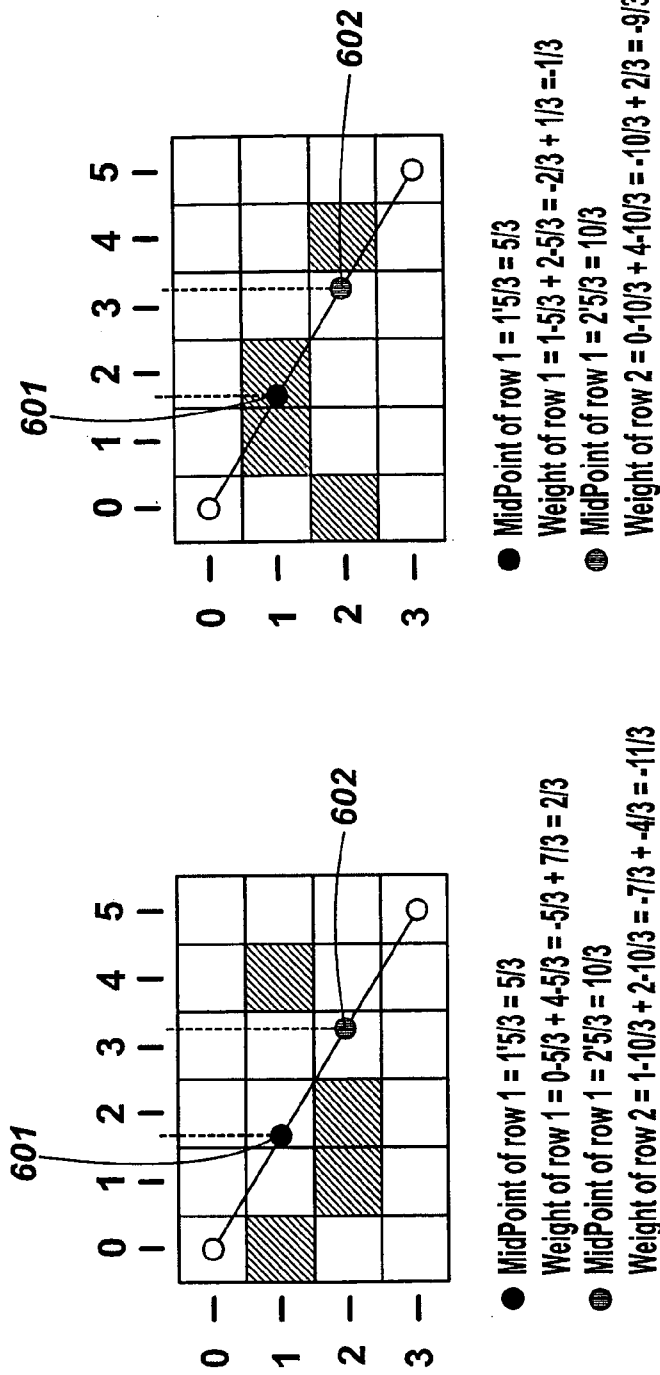 601
0 1 2 3 4 5
0
1
2
3
602
● MidPoint of row 1 = 1'5/3 = 5/3
Weight of row 1 = 0-5/3 + 4-5/3 = -5/3 + 7/3 = 2/3
MidPoint of row 1 = 2'5/3 = 10/3
Weight of row 2 = 1-10/3 + 2-10/3 = -7/3 + -4/3 = -11/3
601
0 1 2 3 4 5
0
1
2
3
602
● MidPoint of row 1 = 1'5/3 = 5/3
Weight of row 1 = 1-5/3 + 2-5/3 = -2/3 + 1/3 =-1/3
MidPoint of row 1 = 2'5/3 = 10/3
Weight of row 2 = 0-10/3 + 4-10/3 = -10/3 + 2/3 = -9/3